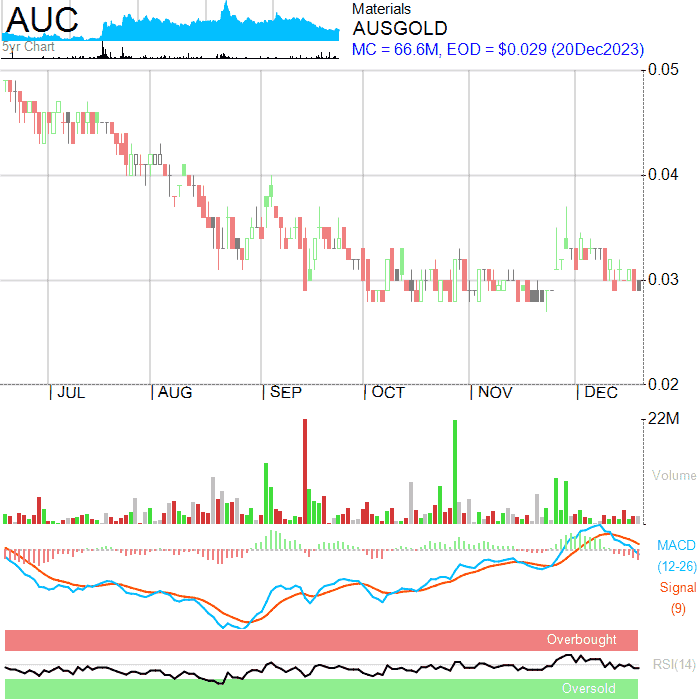 AUC
5yr Chart
Materials
AUSGOLD
MC = 66.6M, EOD = $0.029 (20Dec2023)
0.05
0.04
0.03
0.02
JUL AUG SEP OCT NOV DEC
22M
Volume
MACD
(12-26)
Signal
(9)
Overbought
RSI(14)
Oversold